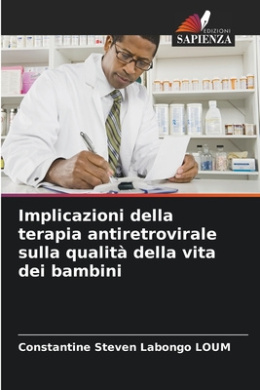 EDIZIONI
SAPIENZA
Implicazioni della
terapia antiretrovirale
sulla qualità della vita
dei bambini
Constantine Steven Labongo LOUM